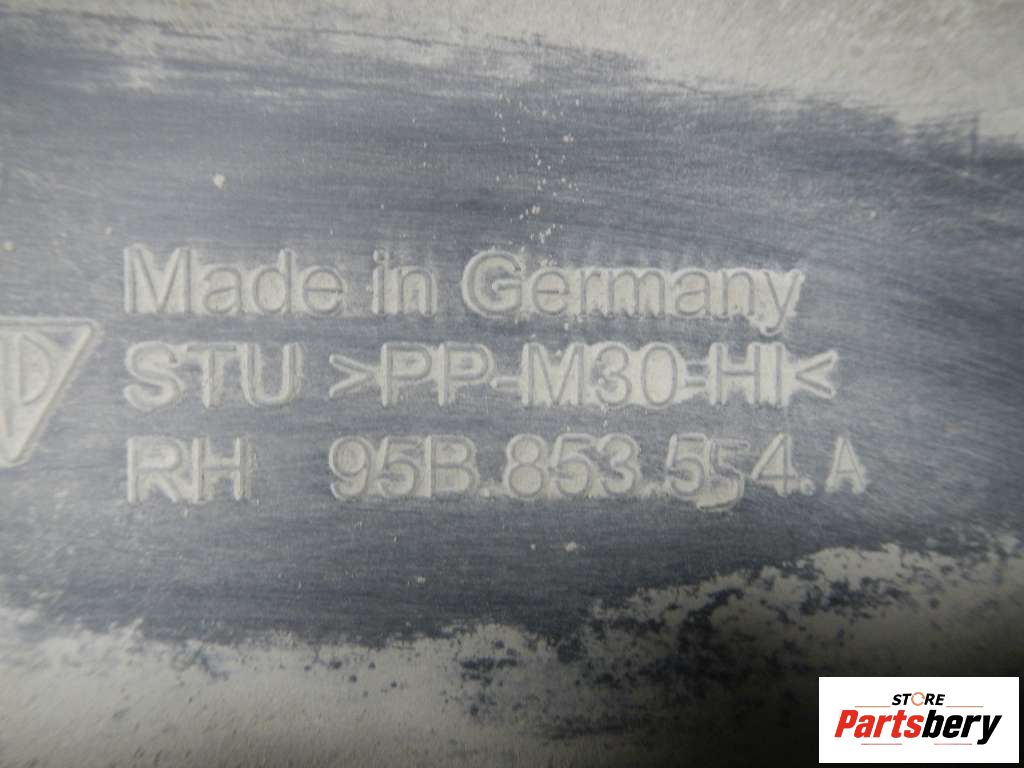 Made in Germany
STU >PP-M30-HI<
RH 95B.853.554.A
STORE
Partsbery